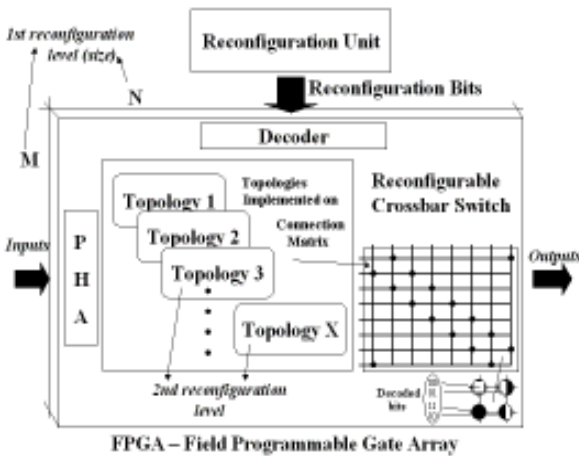 1st reconfiguration
level (size)
Reconfiguration Unit
N
Reconfiguration Bits
Decoder
M
Topology 1
Topologies
Implemented on
Reconfigurable
Crossbar Switch
Topology 2
Connection
Matrix
Inputs
P
H
A
Topology 3
Outputs
Topology X
2nd reconfiguration
level
Decoded
bits
FPGA – Field Programmable Gate Array